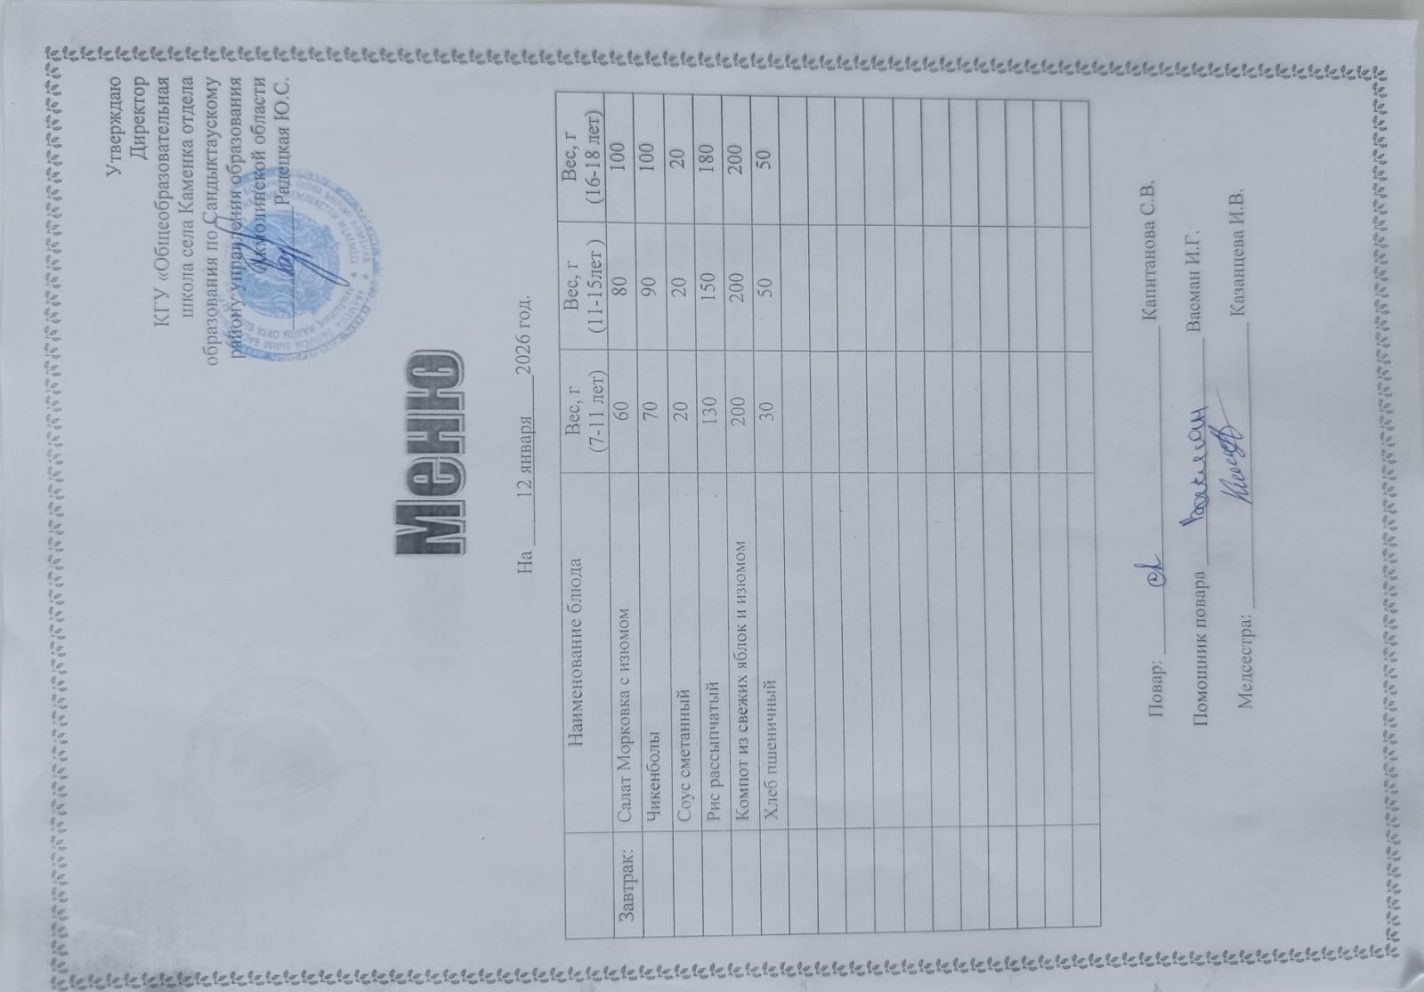 Утверждаю
Директор
КГУ «Общеобразовательная
школа села Каменка отдела
образования по Сандыктаускому
району управления образования
Акмолинской области
Радецкая Ю.С.
Меню
На 12 января 2026 год.
Наименование блюда Вес, г (7-11 лет) Вес, г (11-15лет ) Вес, г (16-18 лет)
Завтрак: Салат Морковка с изюмом 60 80 100
Чикенболы 70 90 100
Соус сметанный 20 20 20
Рис рассыпчатый 130 150 180
Компот из свежих яблок и изюмом 200 200 200
Хлеб пшеничный 30 50 50
Повар: Капитанова С.В.
Помощник повара Васман И.Г.
Медсестра: Казанцева И.В.